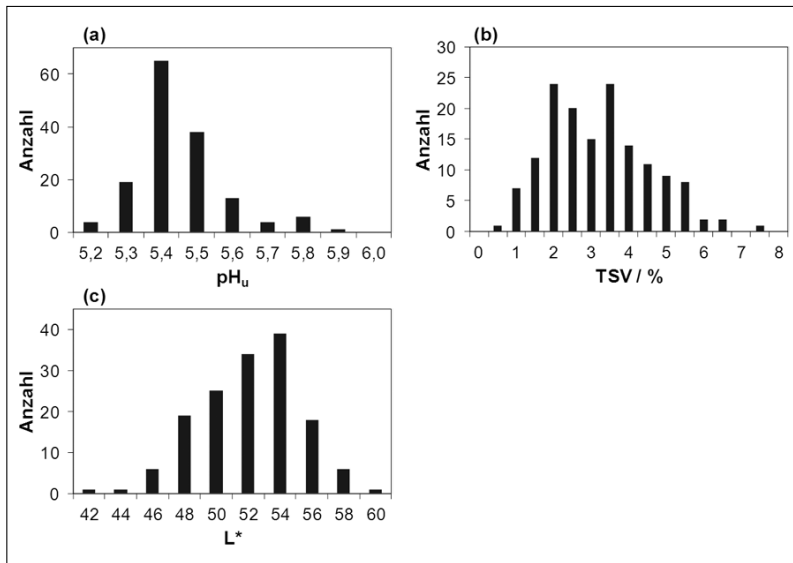 (a)
Anzahl
60
40
20
0
5,2 5,3 5,4 5,5 5,6 5,7 5,8 5,9 6,0
pHu
(b)
Anzahl
30
25
20
15
10
5
0
0 1 2 3 4 5 6 7 8
TSV / %
(c)
Anzahl
40
30
20
10
0
42 44 46 48 50 52 54 56 58 60
L*